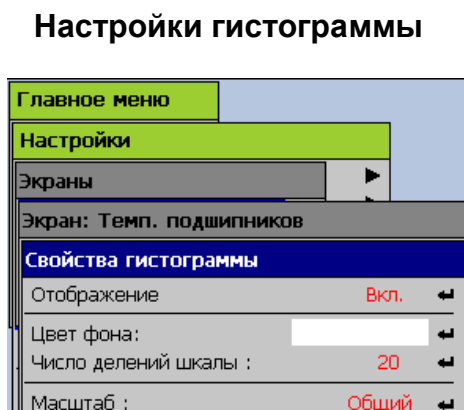 Настройки гистограммы
Главное меню
Настройки
Экраны
Экран: Темп. подшипников
Свойства гистограммы
Отображение Вкл.
Цвет фона:
Число делений шкалы : 20
Масштаб : Общий